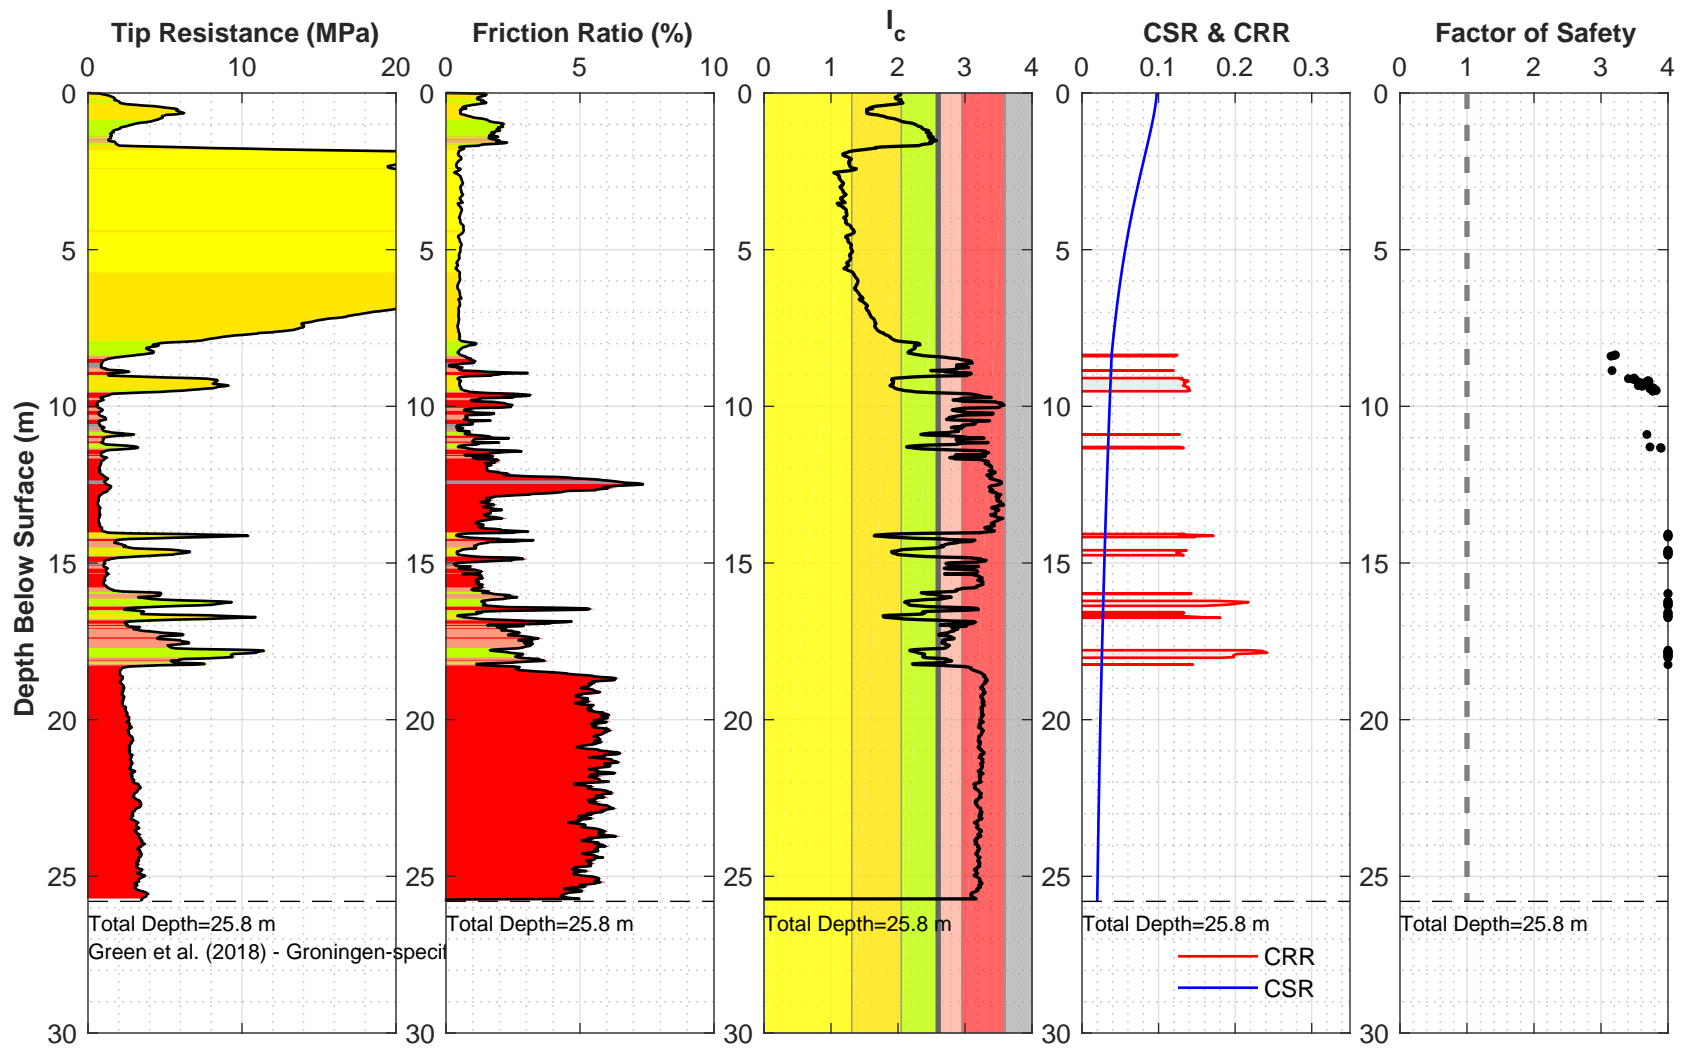 Tip Resistance (MPa)
Friction Ratio (%)
Ic
CSR & CRR
Factor of Safety
0 10 20
0 5 10
0 1 2 3 4
0 0.1 0.2 0.3
0 1 2 3 4
Depth Below Surface (m)
0 0 0 0 0
5 5 5 5 5
10 10 10 10 10
15 15 15 15 15
20 20 20 20 20
25 25 25 25 25
30 30 30 30 30
Total Depth=25.8 m
Total Depth=25.8 m
Total Depth=25.8 m
Total Depth=25.8 m
Total Depth=25.8 m
Green et al. (2018) - Groningen-specif
CRR
CSR